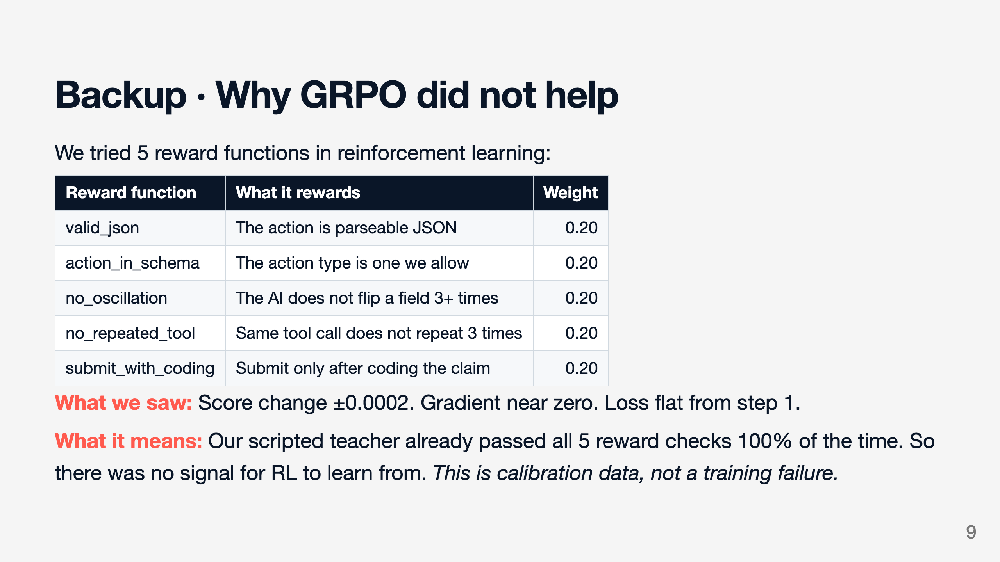 Backup · Why GRPO did not help
We tried 5 reward functions in reinforcement learning:
Reward function What it rewards Weight
valid_json The action is parseable JSON 0.20
action_in_schema The action type is one we allow 0.20
no_oscillation The AI does not flip a field 3+ times 0.20
no_repeated_tool Same tool call does not repeat 3 times 0.20
submit_with_coding Submit only after coding the claim 0.20
What we saw: Score change ±0.0002. Gradient near zero. Loss flat from step 1.
What it means: Our scripted teacher already passed all 5 reward checks 100% of the time. So
there was no signal for RL to learn from. This is calibration data, not a training failure.
9